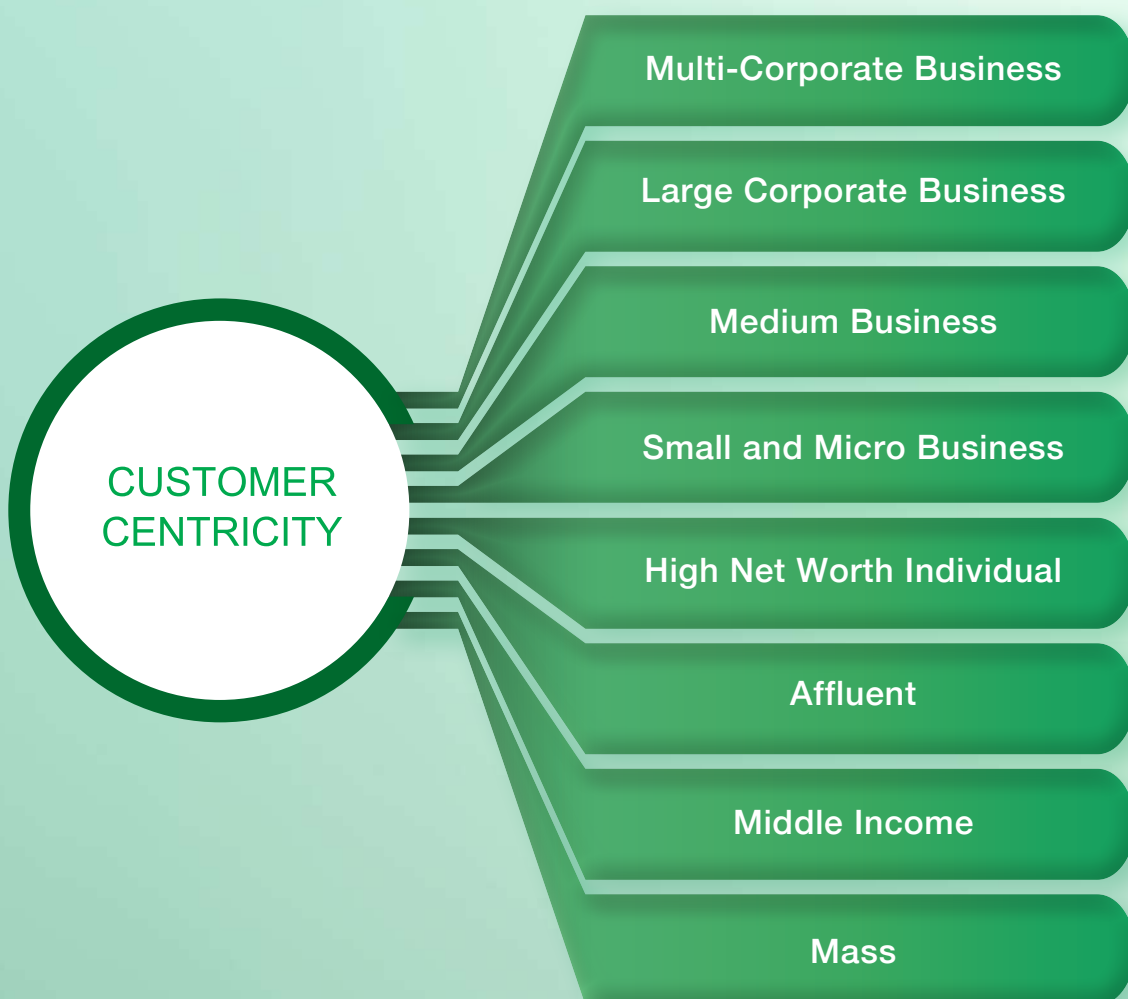 CUSTOMER
CENTRICITY
Multi-Corporate Business
Large Corporate Business
Medium Business
Small and Micro Business
High Net Worth Individual
Affluent
Middle Income
Mass